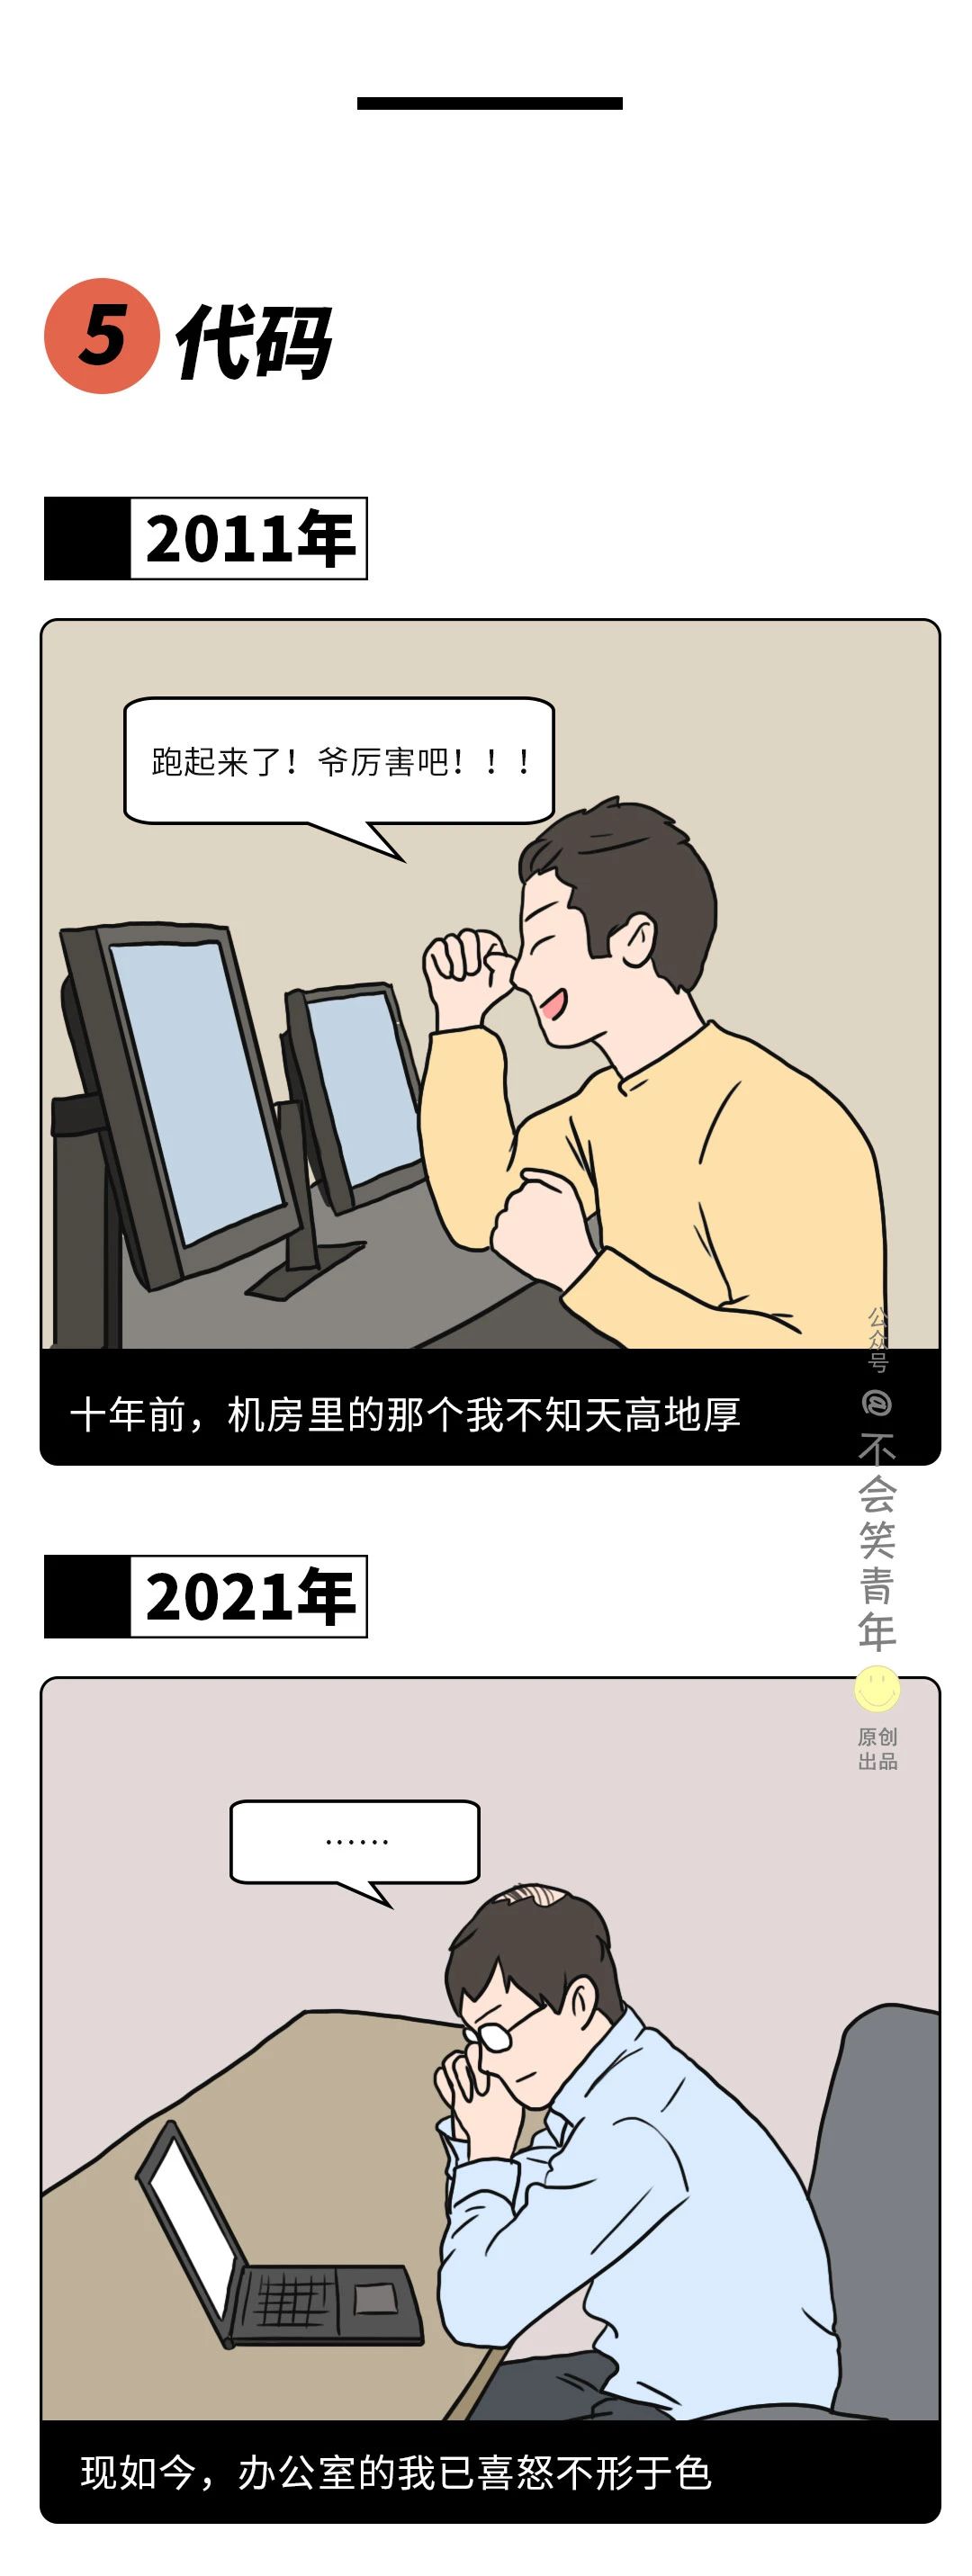 5 代码
2011年
跑起来了！爷厉害吧！！！
十年前，机房里的那个我不知天高地厚
公众号
@不会笑青年
2021年
原创
出品
……
现如今，办公室的我已喜怒不形于色